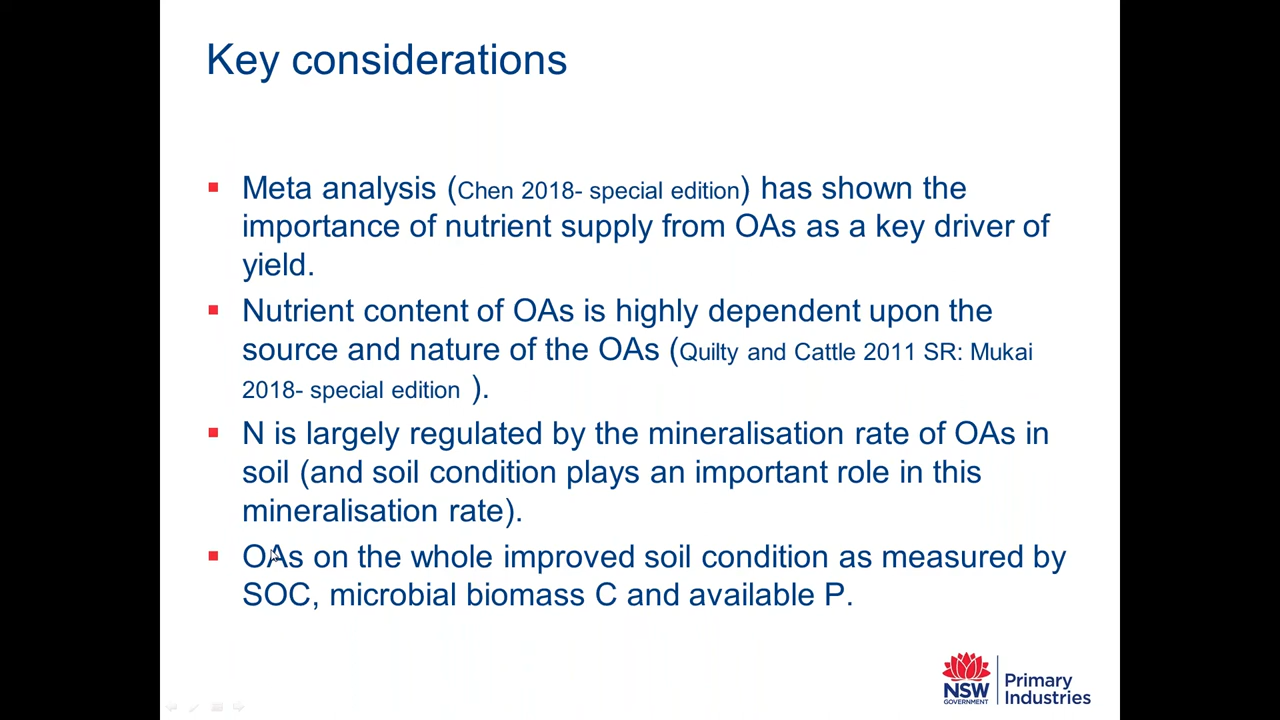 Key considerations
Meta analysis (Chen 2018- special edition) has shown the
importance of nutrient supply from OAs as a key driver of
yield.
Nutrient content of OAs is highly dependent upon the
source and nature of the OAs (Quilty and Cattle 2011 SR: Mukai
2018- special edition ).
N is largely regulated by the mineralisation rate of OAs in
soil (and soil condition plays an important role in this
mineralisation rate).
OAs on the whole improved soil condition as measured by
SOC, microbial biomass C and available P.
NSW
GOVERNMENT
Primary
Industries